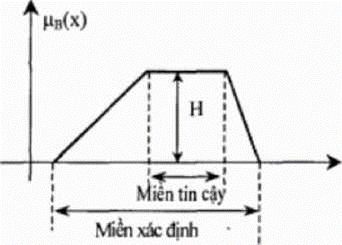 μB(x)
H
Miền tin cậy
Miền xác định